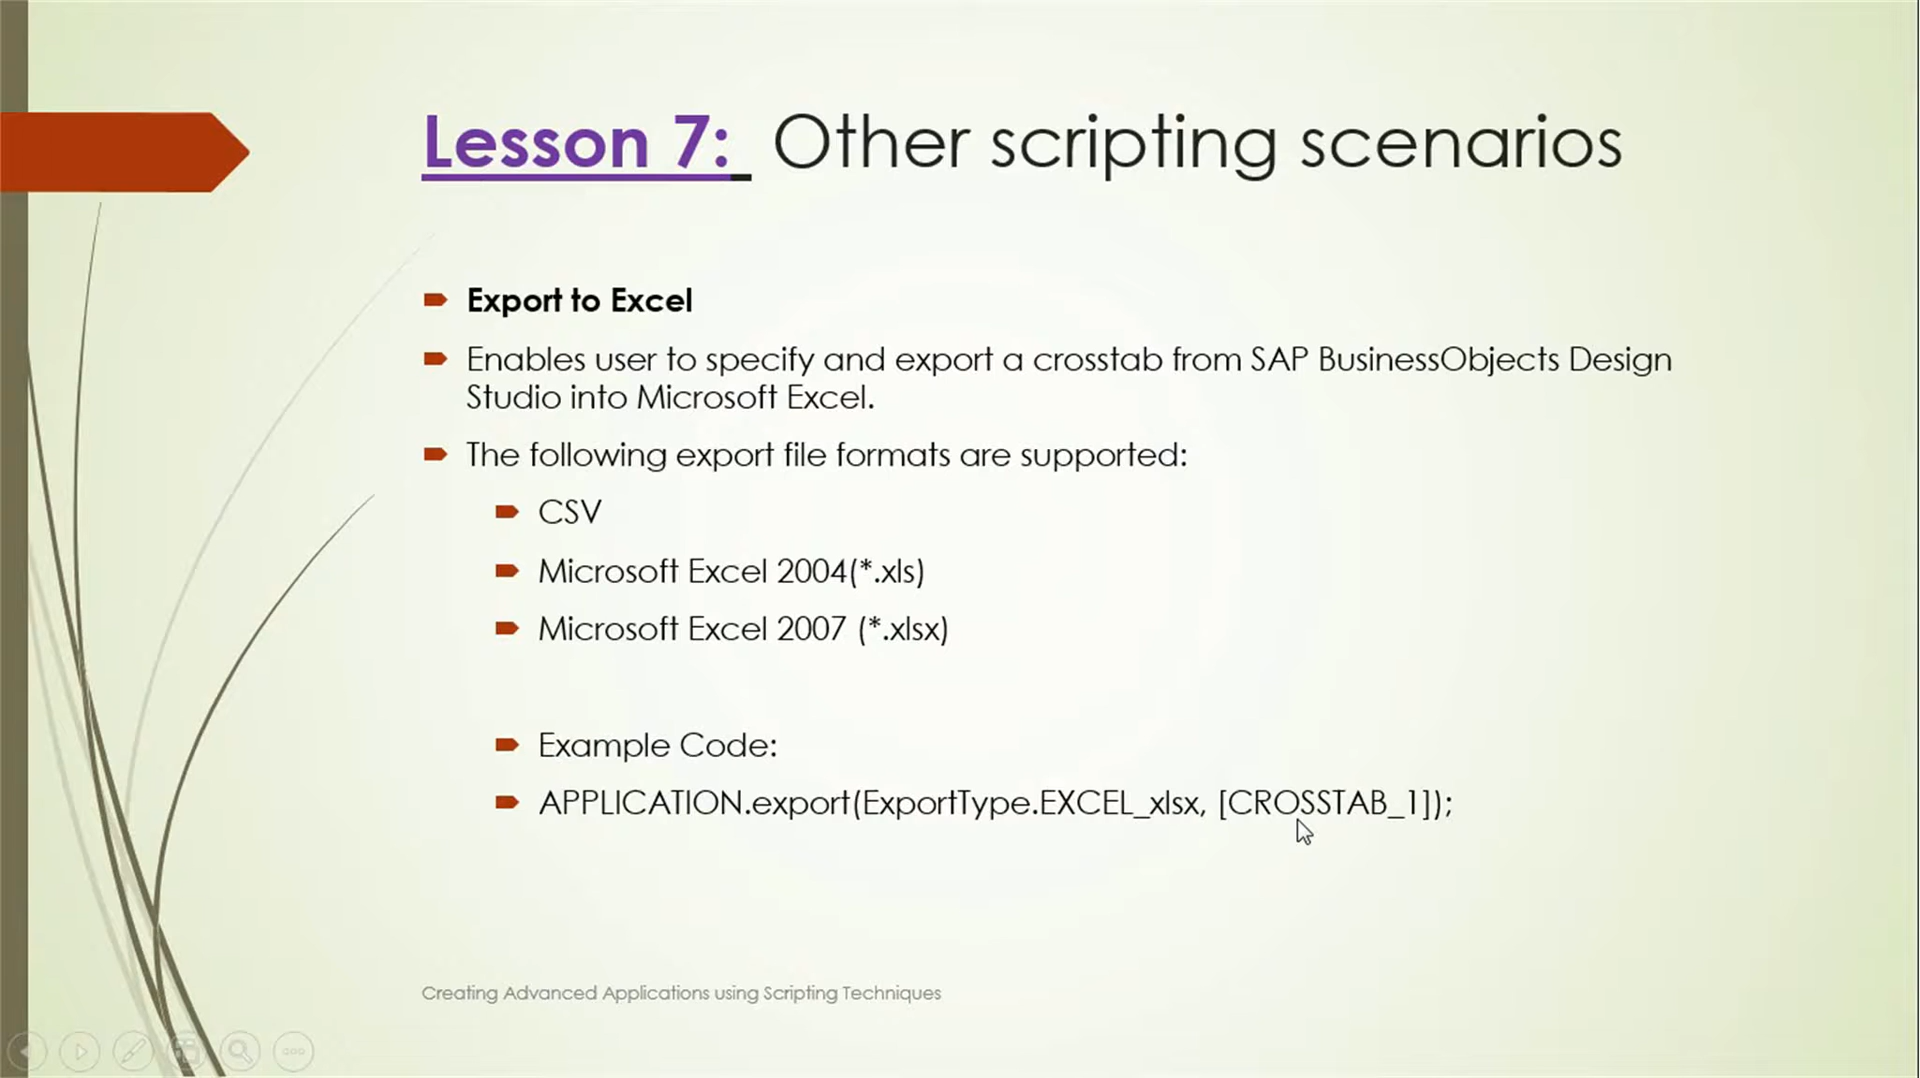 Lesson 7: Other scripting scenarios
Export to Excel
Enables user to specify and export a crosstab from SAP BusinessObjects Design
Studio into Microsoft Excel.
The following export file formats are supported:
CSV
Microsoft Excel 2004(*.xls)
Microsoft Excel 2007 (*.xlsx)
Example Code:
APPLICATION.export(ExportType.EXCEL_xlsx, [CROSSTAB_1]);
Creating Advanced Applications using Scripting Techniques